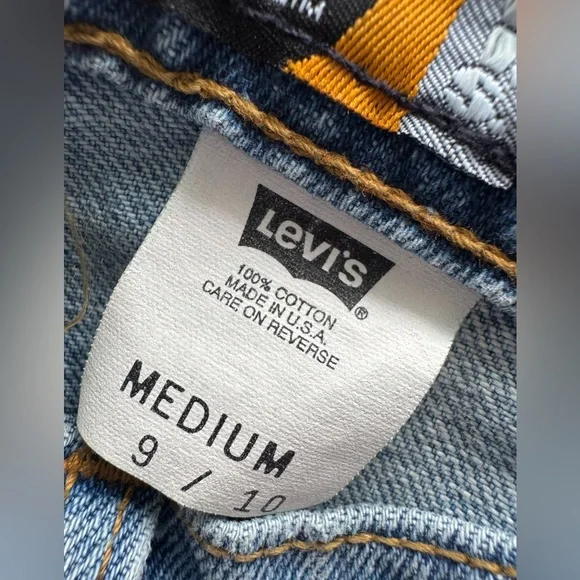 Levi's ®
100% COTTON
MADE IN U.S.A.
CARE ON REVERSE
MEDIUM
9 / 10